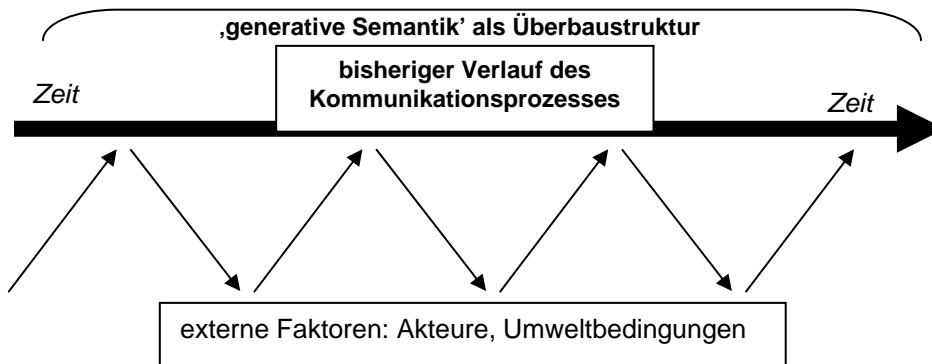 ‚generative Semantik’ als Überbaustruktur
bisheriger Verlauf des
Kommunikationsprozesses
Zeit
Zeit
externe Faktoren: Akteure, Umweltbedingungen